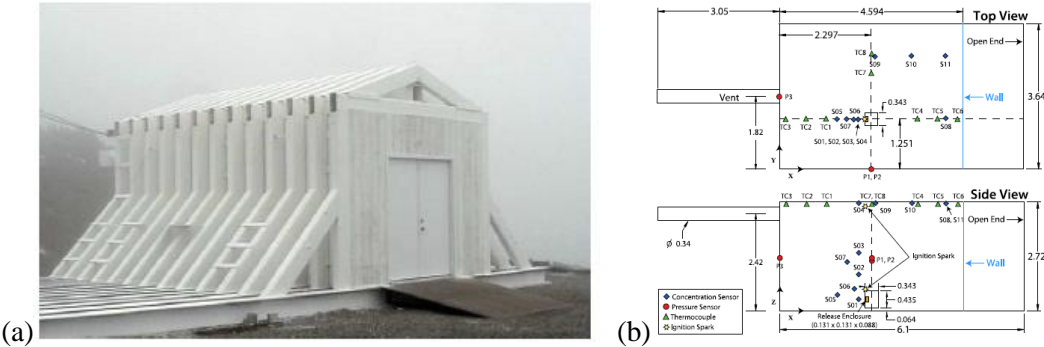 (a)
(b)
3.05
4.594
2.297
Top View
Open End
TC8
S09
S10
S11
TC7
Vent
P3
0.343
Wall
3.64
S05
S06
TC3
TC2
TC1
S07
TC4
TC5
TC6
S08
S01, S02, S03, S04
1.82
1.251
Y
X
P1, P2
Side View
TC3
TC2
TC1
TC7, TC8
TC4
TC5
TC6
S04
S09
S10
S08, S11
Open End
Ø 0.34
2.42
P3
S03
S07
P1, P2
Ignition Spark
S02
Wall
2.72
S06
S05
S01
0.343
0.435
0.064
Z
X
Release Enclosure
(0.131 x 0.131 x 0.088)
6.1
Concentration Sensor
Pressure Sensor
Thermocouple
Ignition Spark